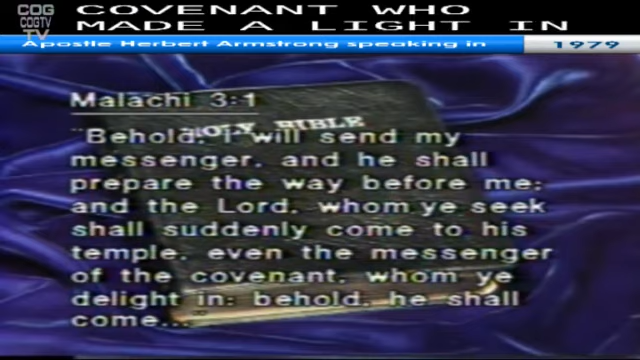 COG
COGTV
TV
COVENANT WHO
MADE A LIGHT IN
Apostle Herbert Armstrong speaking in
1979
Malachi 3:1
HOLY BIBLE
"Behold, I will send my
messenger, and he shall
prepare the way before me:
and the Lord, whom ye seek
shall suddenly come to his
temple, even the messenger
of the covenant, whom ye
delight in: behold, he shall
come..."